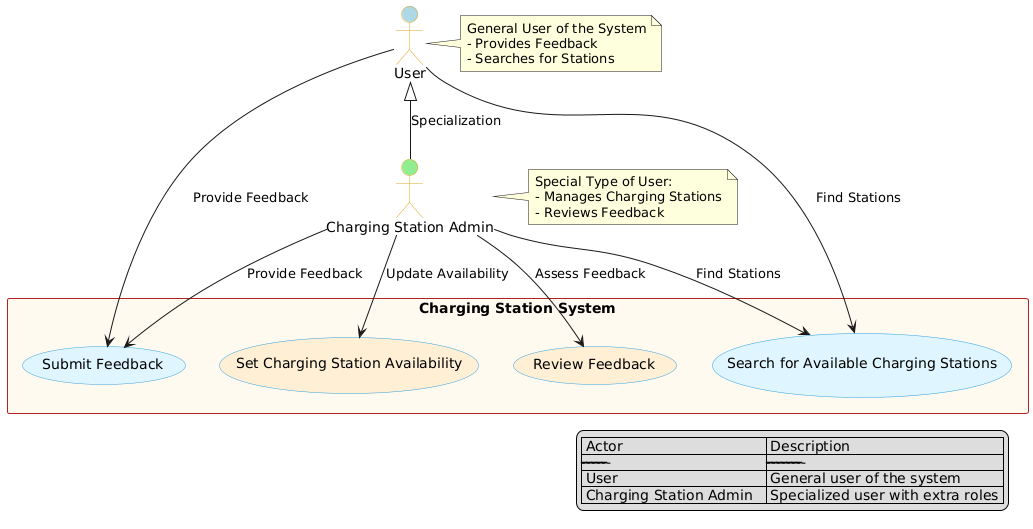 General User of the System
- Provides Feedback
- Searches for Stations
User
Specialization
Special Type of User:
- Manages Charging Stations
- Reviews Feedback
Provide Feedback
Find Stations
Charging Station Admin
Provide Feedback
Update Availability
Assess Feedback
Find Stations
Charging Station System
Submit Feedback
Set Charging Station Availability
Review Feedback
Search for Available Charging Stations
Actor Description
User General user of the system
Charging Station Admin Specialized user with extra roles